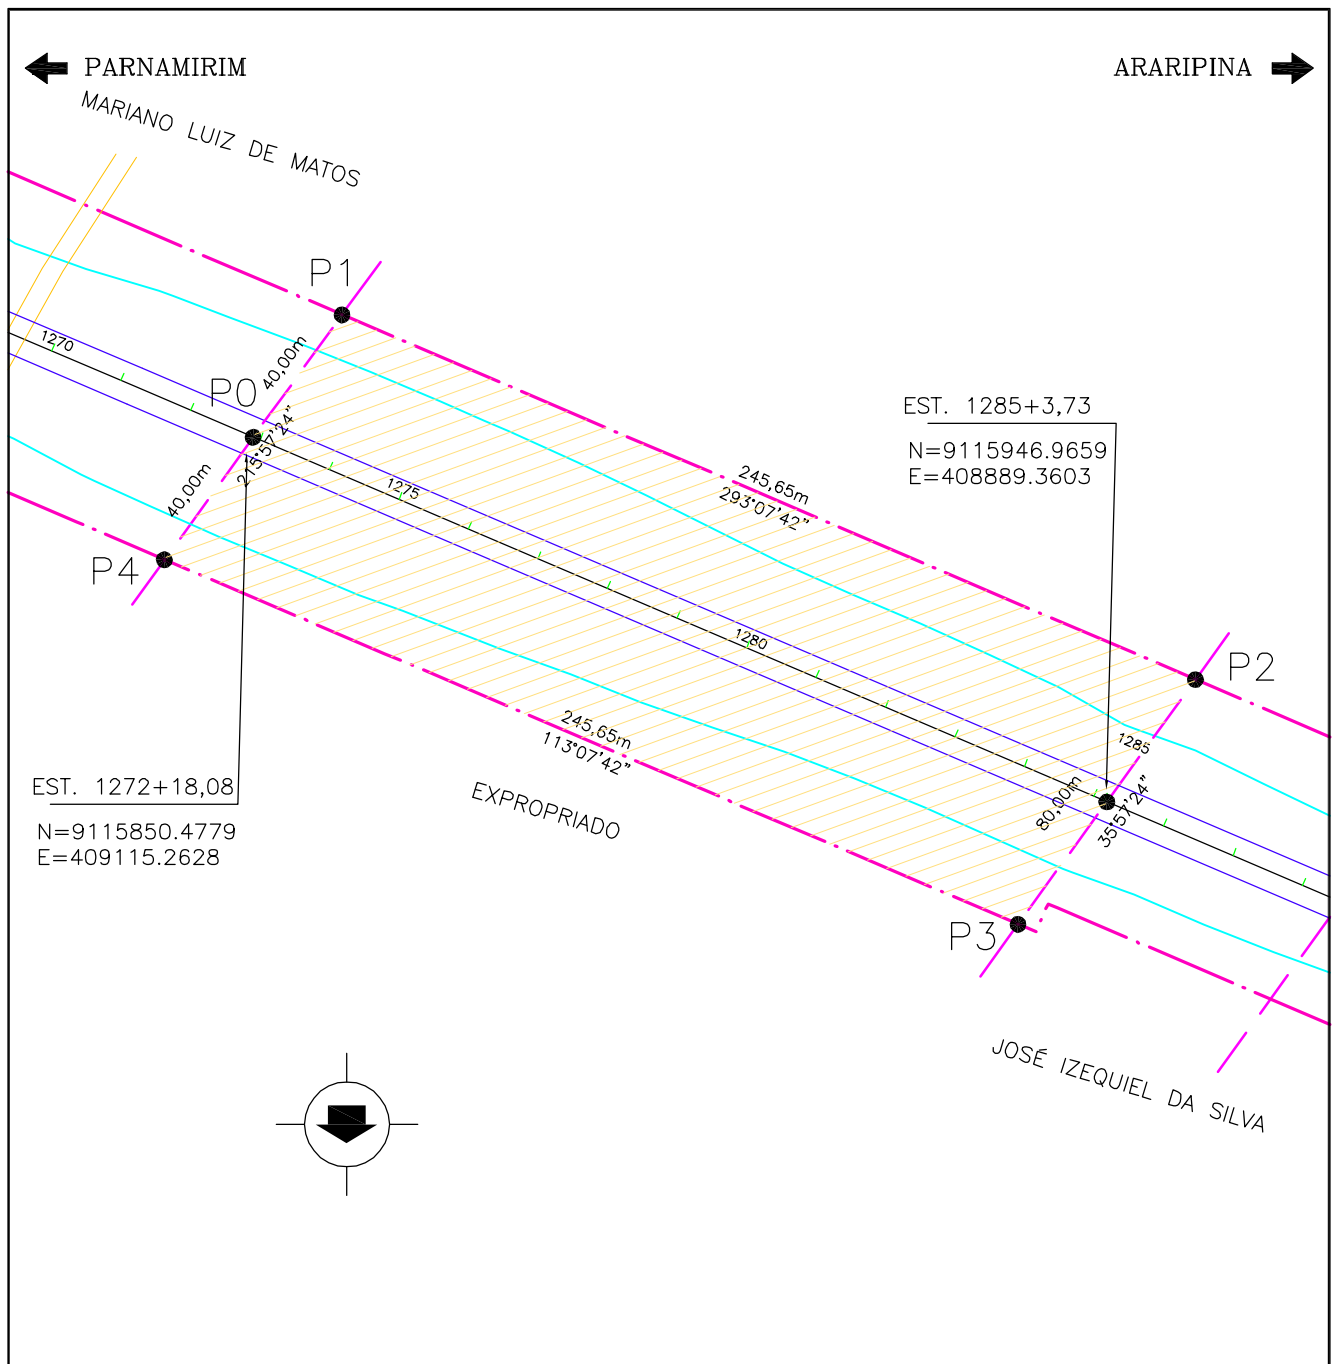 PARNAMIRIM
ARARIPINA
MARIANO LUIZ DE MATOS
P1
1270
40,00m
P0
215°57'24"
EST. 1285+3,73
N=9115946.9659
E=408889.3603
40,00m
1275
245,65m
293°07'42"
P4
1280
P2
245,65m
113°07'42"
1285
EST. 1272+18,08
N=9115850.4779
E=409115.2628
EXPROPRIADO
80,00m
35°57'24"
P3
JOSÉ IZEQUIEL DA SILVA